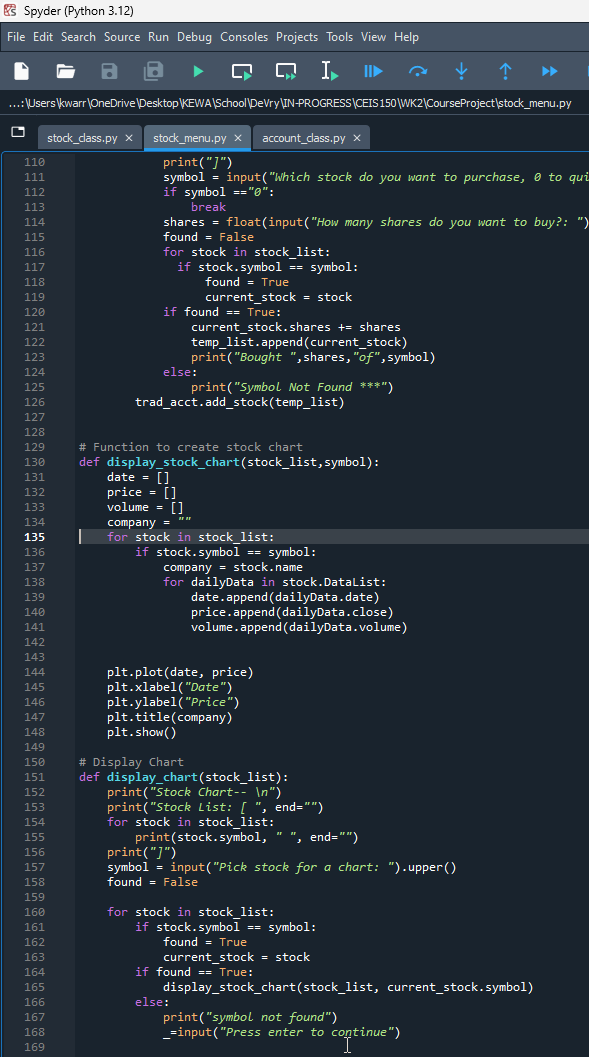 Spyder (Python 3.12)
File Edit Search Source Run Debug Consoles Projects Tools View Help
...:\Users\kwarr\OneDrive\Desktop\KEWA\School\DeVry\IN-PROGRESS\CEIS150\WK2\CourseProject\stock_menu.py
stock_class.py × stock_menu.py × account_class.py ×
110             print("]")
111             symbol = input("Which stock do you want to purchase, 0 to qui
112             if symbol =="0":
113                 break
114             shares = float(input("How many shares do you want to buy?: ")
115             found = False
116             for stock in stock_list:
117               if stock.symbol == symbol:
118                   found = True
119                   current_stock = stock
120             if found == True:
121                 current_stock.shares += shares
122                 temp_list.append(current_stock)
123                 print("Bought ",shares,"of",symbol)
124             else:
125                 print("Symbol Not Found ***")
126         trad_acct.add_stock(temp_list)
127
128
129 # Function to create stock chart
130 def display_stock_chart(stock_list,symbol):
131     date = []
132     price = []
133     volume = []
134     company = ""
135     for stock in stock_list:
136         if stock.symbol == symbol:
137             company = stock.name
138             for dailyData in stock.DataList:
139                 date.append(dailyData.date)
140                 price.append(dailyData.close)
141                 volume.append(dailyData.volume)
142
143
144     plt.plot(date, price)
145     plt.xlabel("Date")
146     plt.ylabel("Price")
147     plt.title(company)
148     plt.show()
149
150 # Display Chart
151 def display_chart(stock_list):
152     print("Stock Chart-- \n")
153     print("Stock List: [ ", end="")
154     for stock in stock_list:
155         print(stock.symbol, " ", end="")
156     print("]")
157     symbol = input("Pick stock for a chart: ").upper()
158     found = False
159
160     for stock in stock_list:
161         if stock.symbol == symbol:
162             found = True
163             current_stock = stock
164         if found == True:
165             display_stock_chart(stock_list, current_stock.symbol)
166         else:
167             print("symbol not found")
168             _=input("Press enter to continue")
169